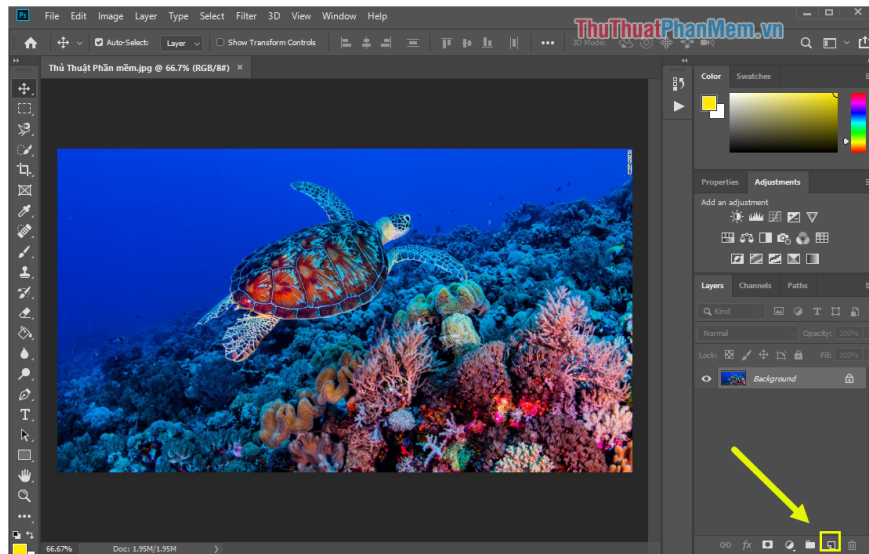 Ps File Edit Image Layer Type Select Filter 3D View Window Help
ThuThuatPhanMem.vn
Auto-Select: Layer Show Transform Controls 3D Model:
Thủ Thuật Phần mềm.jpg @ 66.7% (RGB/8#) ×
Color Swatches
Properties Adjustments
Add an adjustment
Layers Channels Paths
Kind
Normal Opacity: 100%
Lock: Fill: 100%
Background
fx
66.67% Doc: 1.95M/1.95M